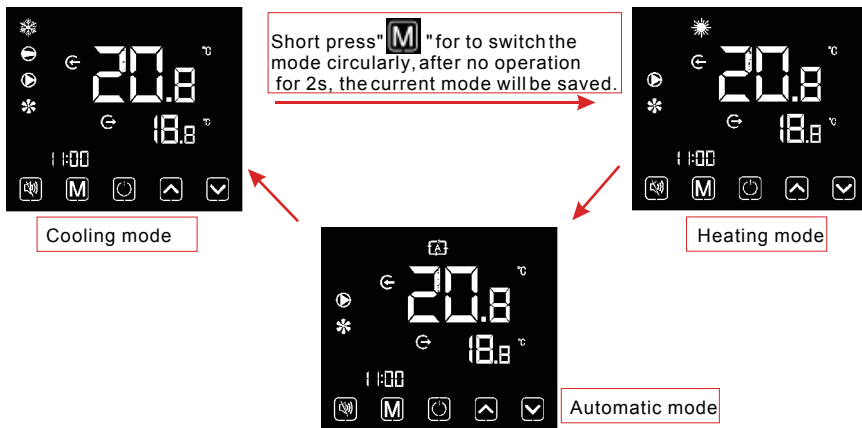 Short press" M "for to switch the
mode circularly, after no operation
for 2s, the current mode will be saved.
20.8 °C
18.8 °C
11:00
M
Cooling mode
20.8 °C
18.8 °C
11:00
M
Heating mode
A
20.8 °C
18.8 °C
11:00
M
Automatic mode